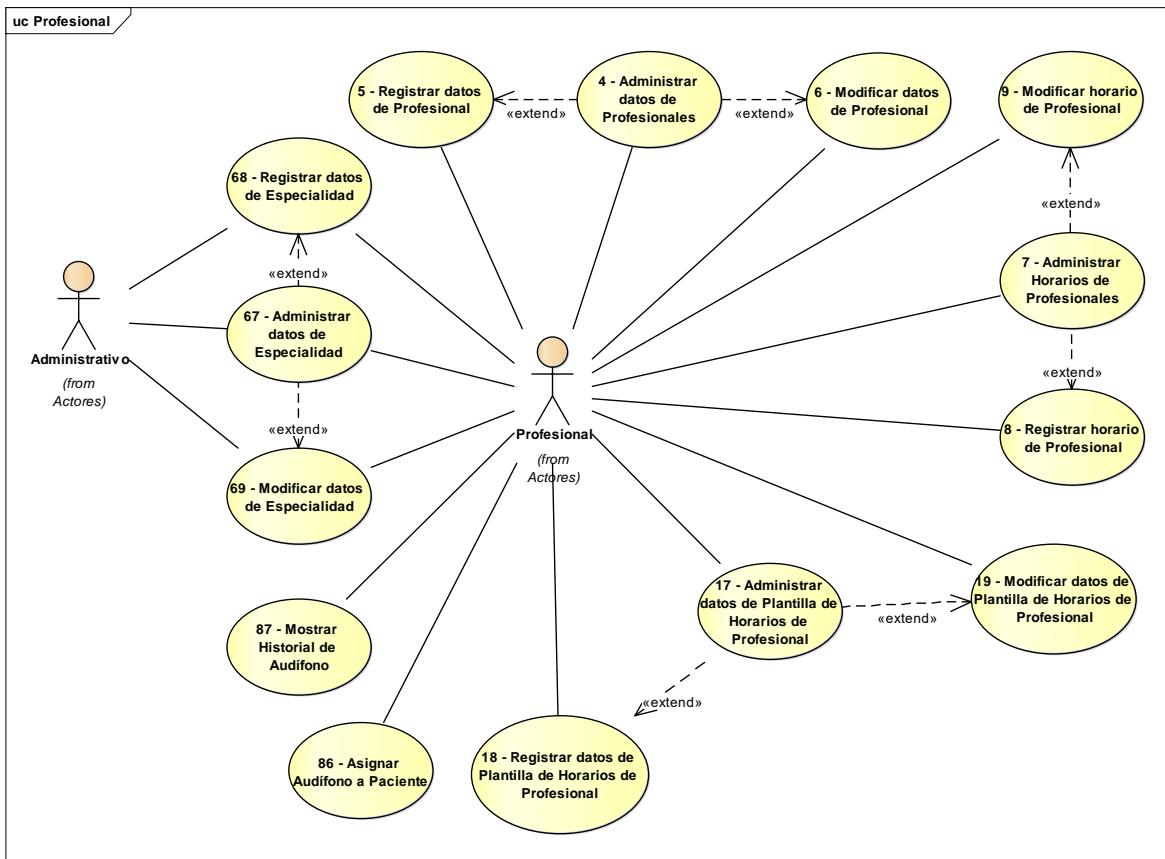 uc Profesional
5 - Registrar datos
de Profesional
«extend»
4 - Administrar
datos de
Profesionales
«extend»
6 - Modificar datos
de Profesional
9 - Modificar horario
de Profesional
«extend»
68 - Registrar datos
de Especialidad
«extend»
67 - Administrar
datos de
Especialidad
«extend»
69 - Modificar datos
de Especialidad
Administrativo
(from
Actores)
7 - Administrar
Horarios de
Profesionales
«extend»
8 - Registrar horario
de Profesional
Profesional
(from
Actores)
17 - Administrar
datos de Plantilla de
Horarios de
Profesional
«extend»
19 - Modificar datos de
Plantilla de Horarios de
Profesional
«extend»
87 - Mostrar
Historial de
Audífono
86 - Asignar
Audífono a Paciente
18 - Registrar datos de
Plantilla de Horarios de
Profesional